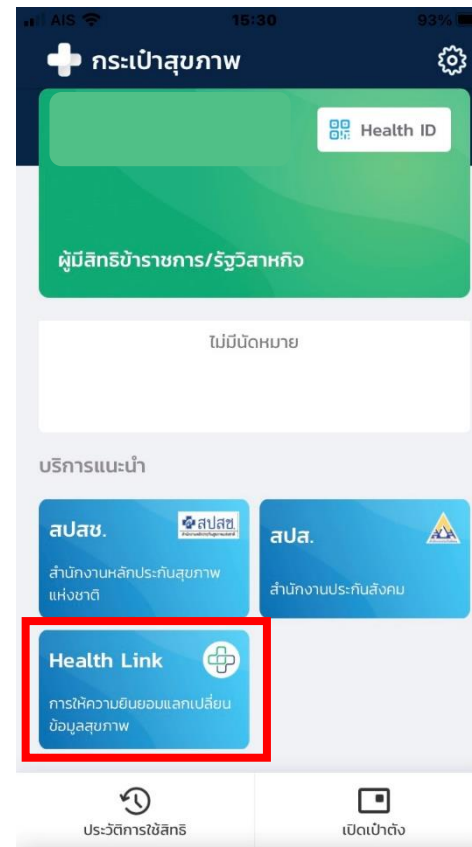 AIS 15:30 93%
กระเป๋าสุขภาพ
Health ID
ผู้มีสิทธิข้าราชการ/รัฐวิสาหกิจ
ไม่มีนัดหมาย
บริการแนะนำ
สปสช. สปสช.
สำนักงานหลักประกันสุขภาพ
แห่งชาติ
สปส.
สำนักงานประกันสังคม
Health Link
การให้ความยินยอมแลกเปลี่ยน
ข้อมูลสุขภาพ
ประวัติการใช้สิทธิ
เปิดเป๋าตัง